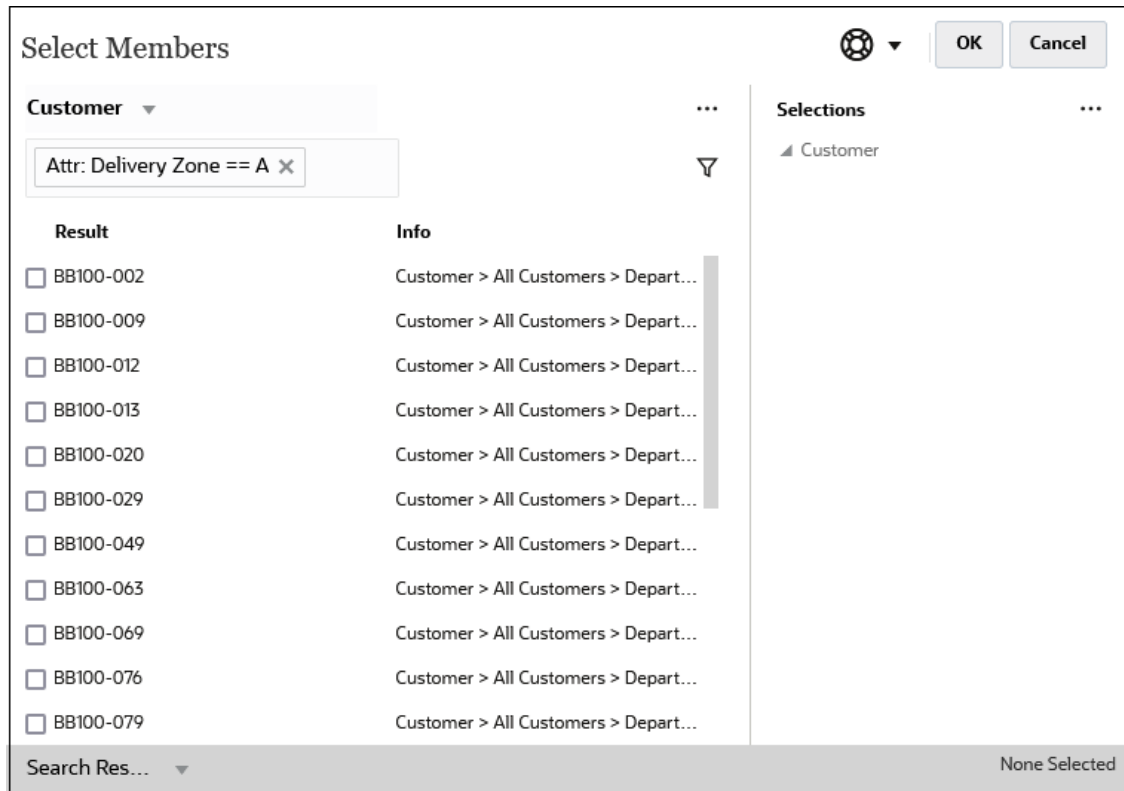 Select Members
OK
Cancel
Customer
...
Selections
...
Attr: Delivery Zone == A
Customer
Result Info
BB100-002 Customer > All Customers > Depart...
BB100-009 Customer > All Customers > Depart...
BB100-012 Customer > All Customers > Depart...
BB100-013 Customer > All Customers > Depart...
BB100-020 Customer > All Customers > Depart...
BB100-029 Customer > All Customers > Depart...
BB100-049 Customer > All Customers > Depart...
BB100-063 Customer > All Customers > Depart...
BB100-069 Customer > All Customers > Depart...
BB100-076 Customer > All Customers > Depart...
BB100-079 Customer > All Customers > Depart...
Search Res...
None Selected